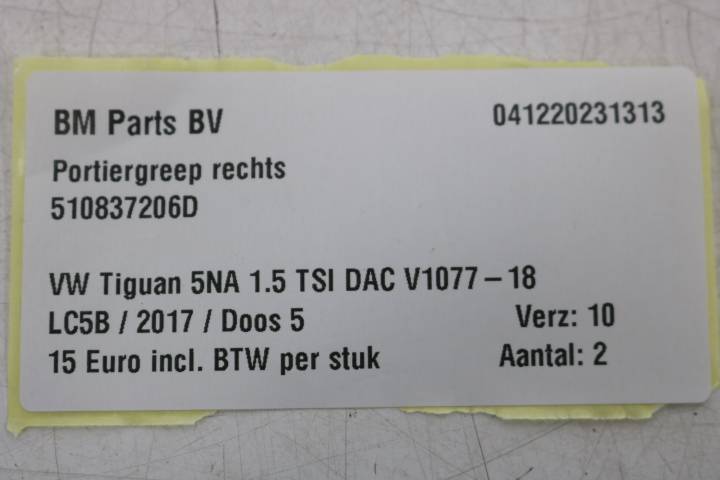 BM Parts BV 041220231313
Portiergreep rechts
510837206D
VW Tiguan 5NA 1.5 TSI DAC V1077 – 18
LC5B / 2017 / Doos 5 Verz: 10
15 Euro incl. BTW per stuk Aantal: 2